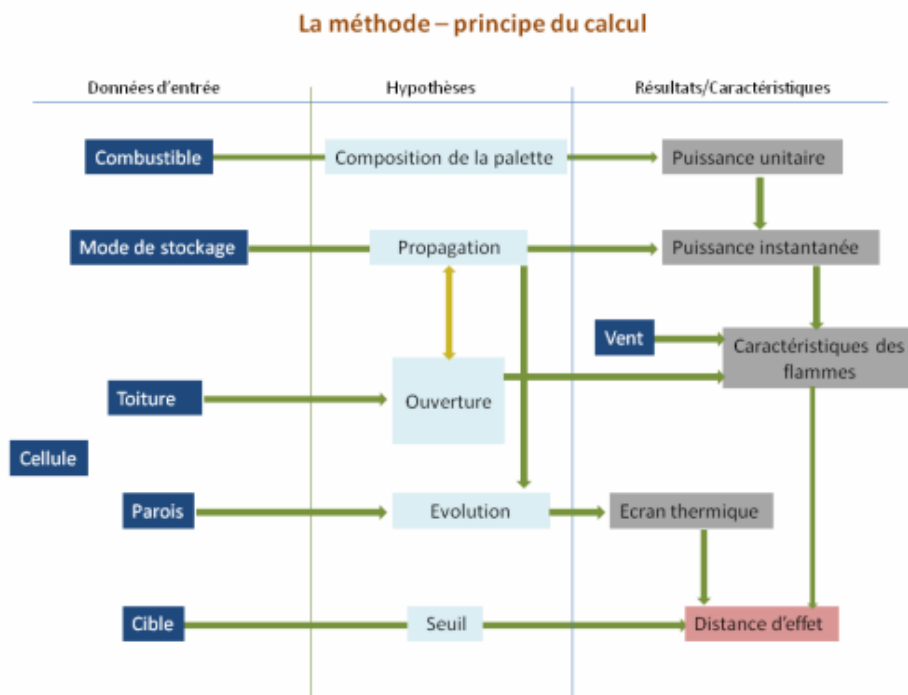 La méthode – principe du calcul
Données d'entrée
Hypothèses
Résultats/Caractéristiques
Combustible
Composition de la palette
Puissance unitaire
Mode de stockage
Propagation
Puissance instantanée
Vent
Caractéristiques des
flammes
Toiture
Ouverture
Cellule
Parois
Evolution
Ecran thermique
Cible
Seuil
Distance d'effet